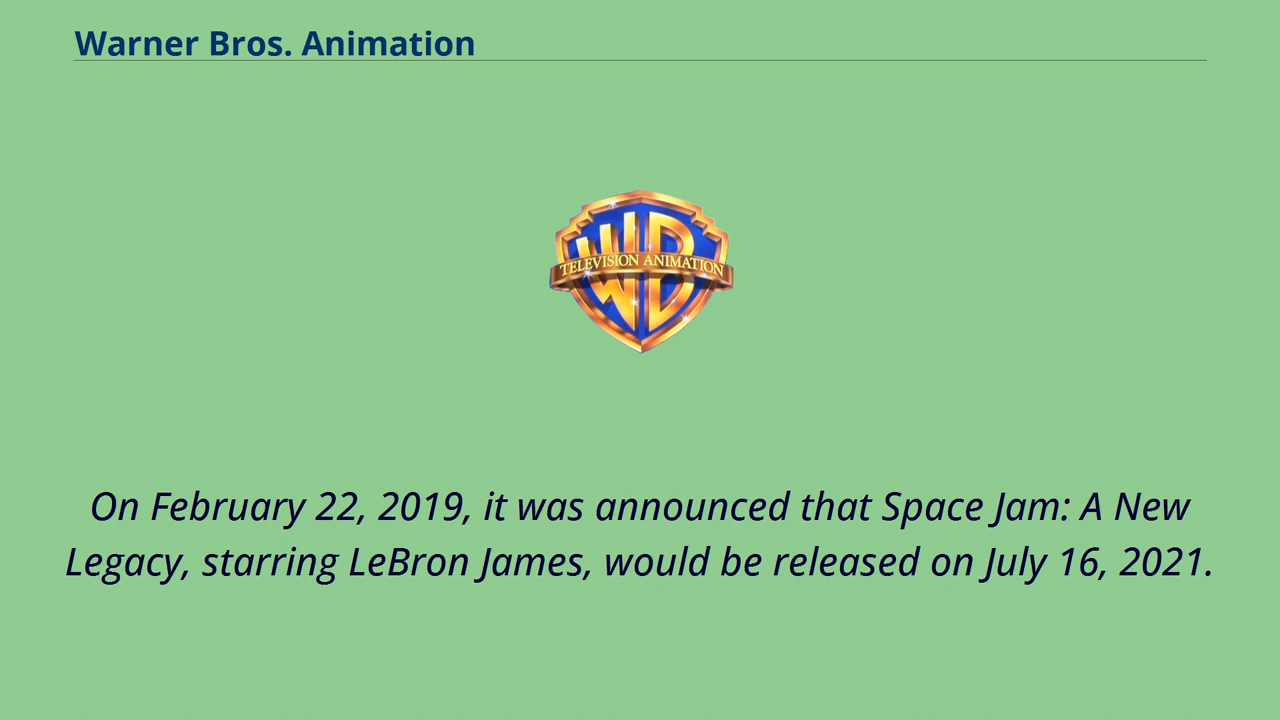 Warner Bros. Animation
WB
TELEVISION ANIMATION
On February 22, 2019, it was announced that Space Jam: A New
Legacy, starring LeBron James, would be released on July 16, 2021.